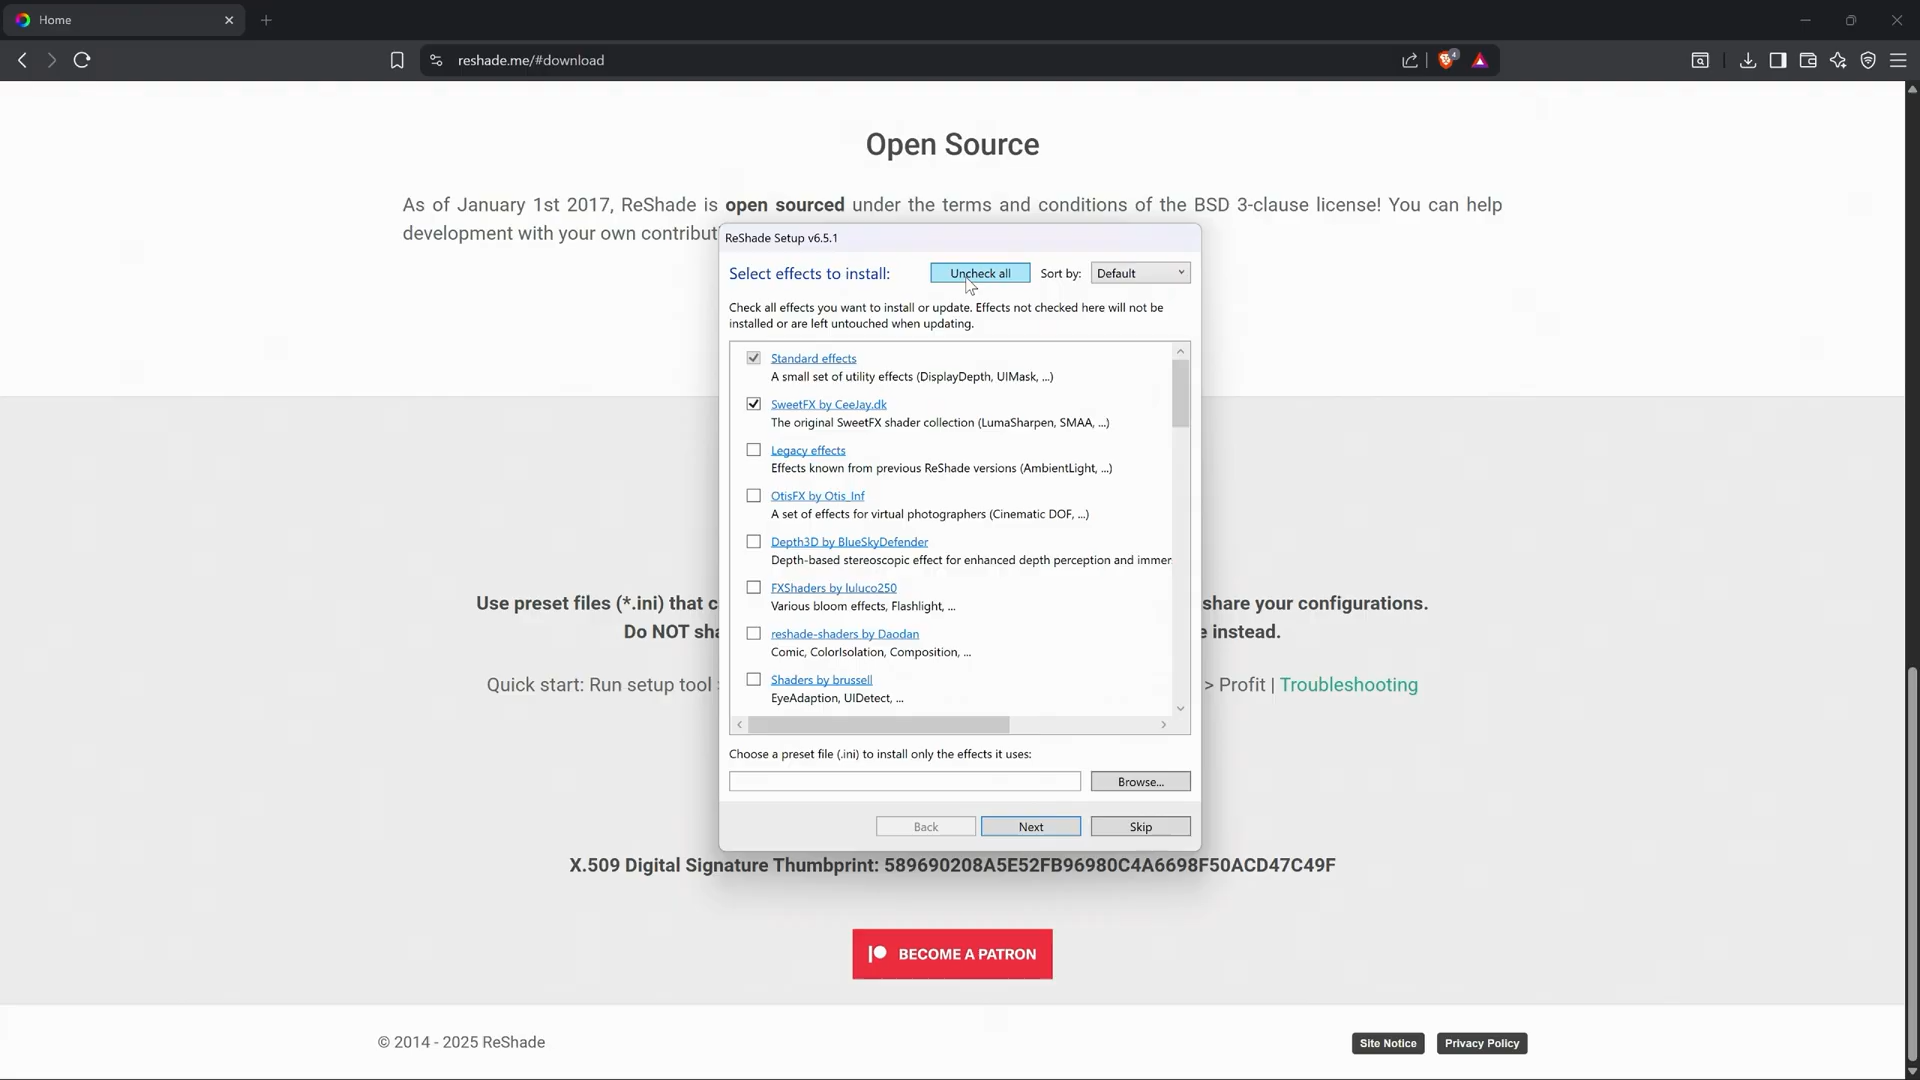 Home
reshade.me/#download
4
Open Source
As of January 1st 2017, ReShade is open sourced under the terms and conditions of the BSD 3-clause license! You can help
development with your own contribut
ReShade Setup v6.5.1
Select effects to install:
Uncheck all
Sort by:
Default
Check all effects you want to install or update. Effects not checked here will not be
installed or are left untouched when updating.
Standard effects
A small set of utility effects (DisplayDepth, UIMask, ...)
SweetFX by CeeJay.dk
The original SweetFX shader collection (LumaSharpen, SMAA, ...)
Legacy effects
Effects known from previous ReShade versions (AmbientLight, ...)
OtisFX by Otis_Inf
A set of effects for virtual photographers (Cinematic DOF, ...)
Depth3D by BlueSkyDefender
Depth-based stereoscopic effect for enhanced depth perception and immer
FXShaders by luluco250
Various bloom effects, Flashlight, ...
reshade-shaders by Daodan
Comic, ColorIsolation, Composition, ...
Shaders by brussell
EyeAdaption, UIDetect, ...
Choose a preset file (.ini) to install only the effects it uses:
Browse...
Back
Next
Skip
Use preset files (*.ini) that c
share your configurations.
Do NOT sha
e instead.
Quick start: Run setup tool
> Profit | Troubleshooting
X.509 Digital Signature Thumbprint: 589690208A5E52FB96980C4A6698F50ACD47C49F
BECOME A PATRON
© 2014 - 2025 ReShade
Site Notice
Privacy Policy